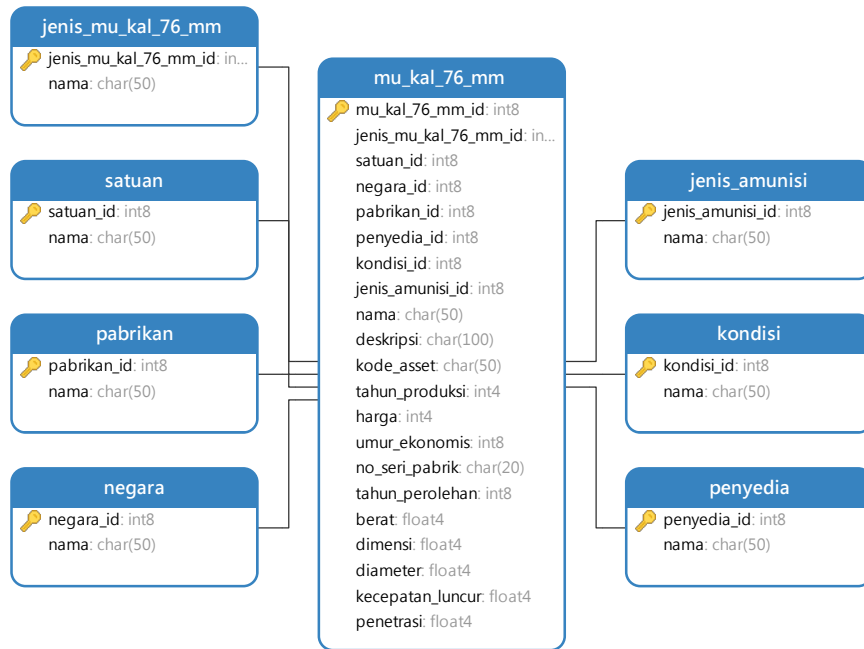 jenis_mu_kal_76_mm
jenis_mu_kal_76_mm_id: in...
nama: char(50)
satuan
satuan_id: int8
nama: char(50)
pabrikan
pabrikan_id: int8
nama: char(50)
negara
negara_id: int8
nama: char(50)
mu_kal_76_mm
mu_kal_76_mm_id: int8
jenis_mu_kal_76_mm_id: in...
satuan_id: int8
negara_id: int8
pabrikan_id: int8
penyedia_id: int8
kondisi_id: int8
jenis_amunisi_id: int8
nama: char(50)
deskripsi: char(100)
kode_asset: char(50)
tahun_produksi: int4
harga: int4
umur_ekonomis: int8
no_seri_pabrik: char(20)
tahun_perolehan: int8
berat: float4
dimensi: float4
diameter: float4
kecepatan_luncur: float4
penetrasi: float4
jenis_amunisi
jenis_amunisi_id: int8
nama: char(50)
kondisi
kondisi_id: int8
nama: char(50)
penyedia
penyedia_id: int8
nama: char(50)